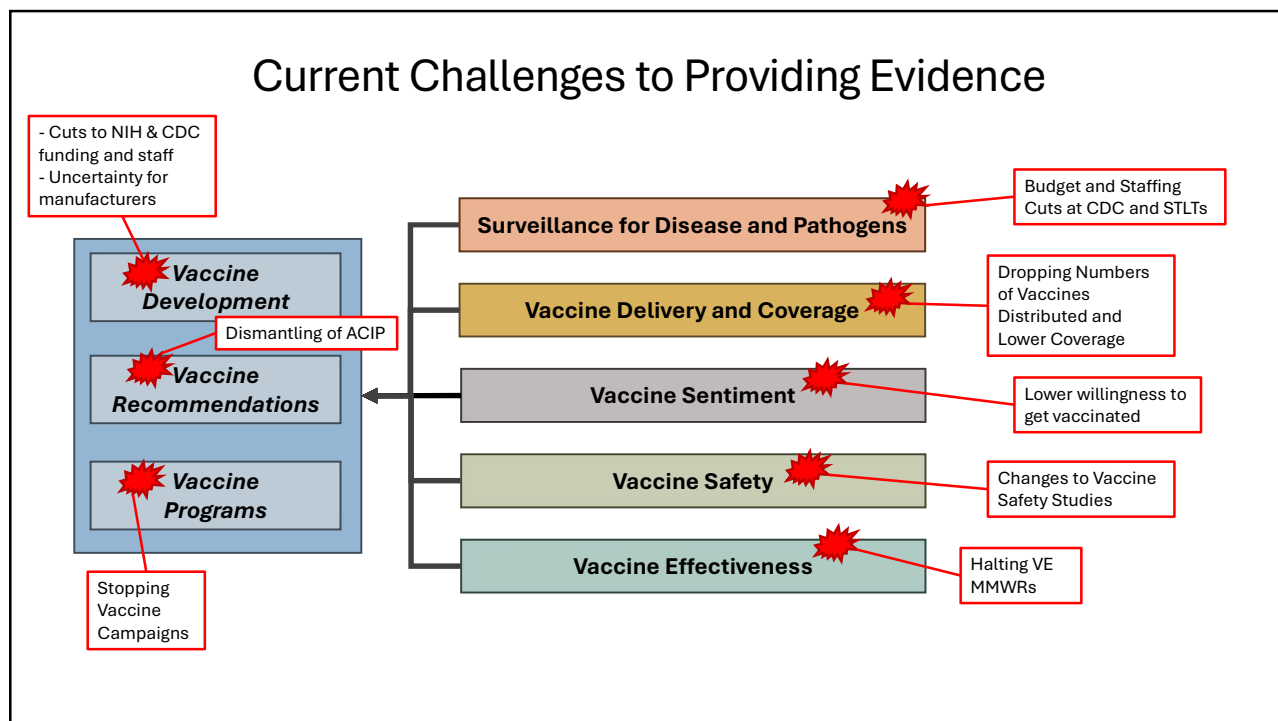 Current Challenges to Providing Evidence
- Cuts to NIH & CDC
funding and staff
- Uncertainty for
manufacturers
Vaccine
Development
Dismantling of ACIP
Vaccine
Recommendations
Vaccine
Programs
Stopping
Vaccine
Campaigns
Surveillance for Disease and Pathogens
Budget and Staffing
Cuts at CDC and STLTs
Vaccine Delivery and Coverage
Dropping Numbers
of Vaccines
Distributed and
Lower Coverage
Vaccine Sentiment
Lower willingness to
get vaccinated
Vaccine Safety
Changes to Vaccine
Safety Studies
Vaccine Effectiveness
Halting VE
MMWRs